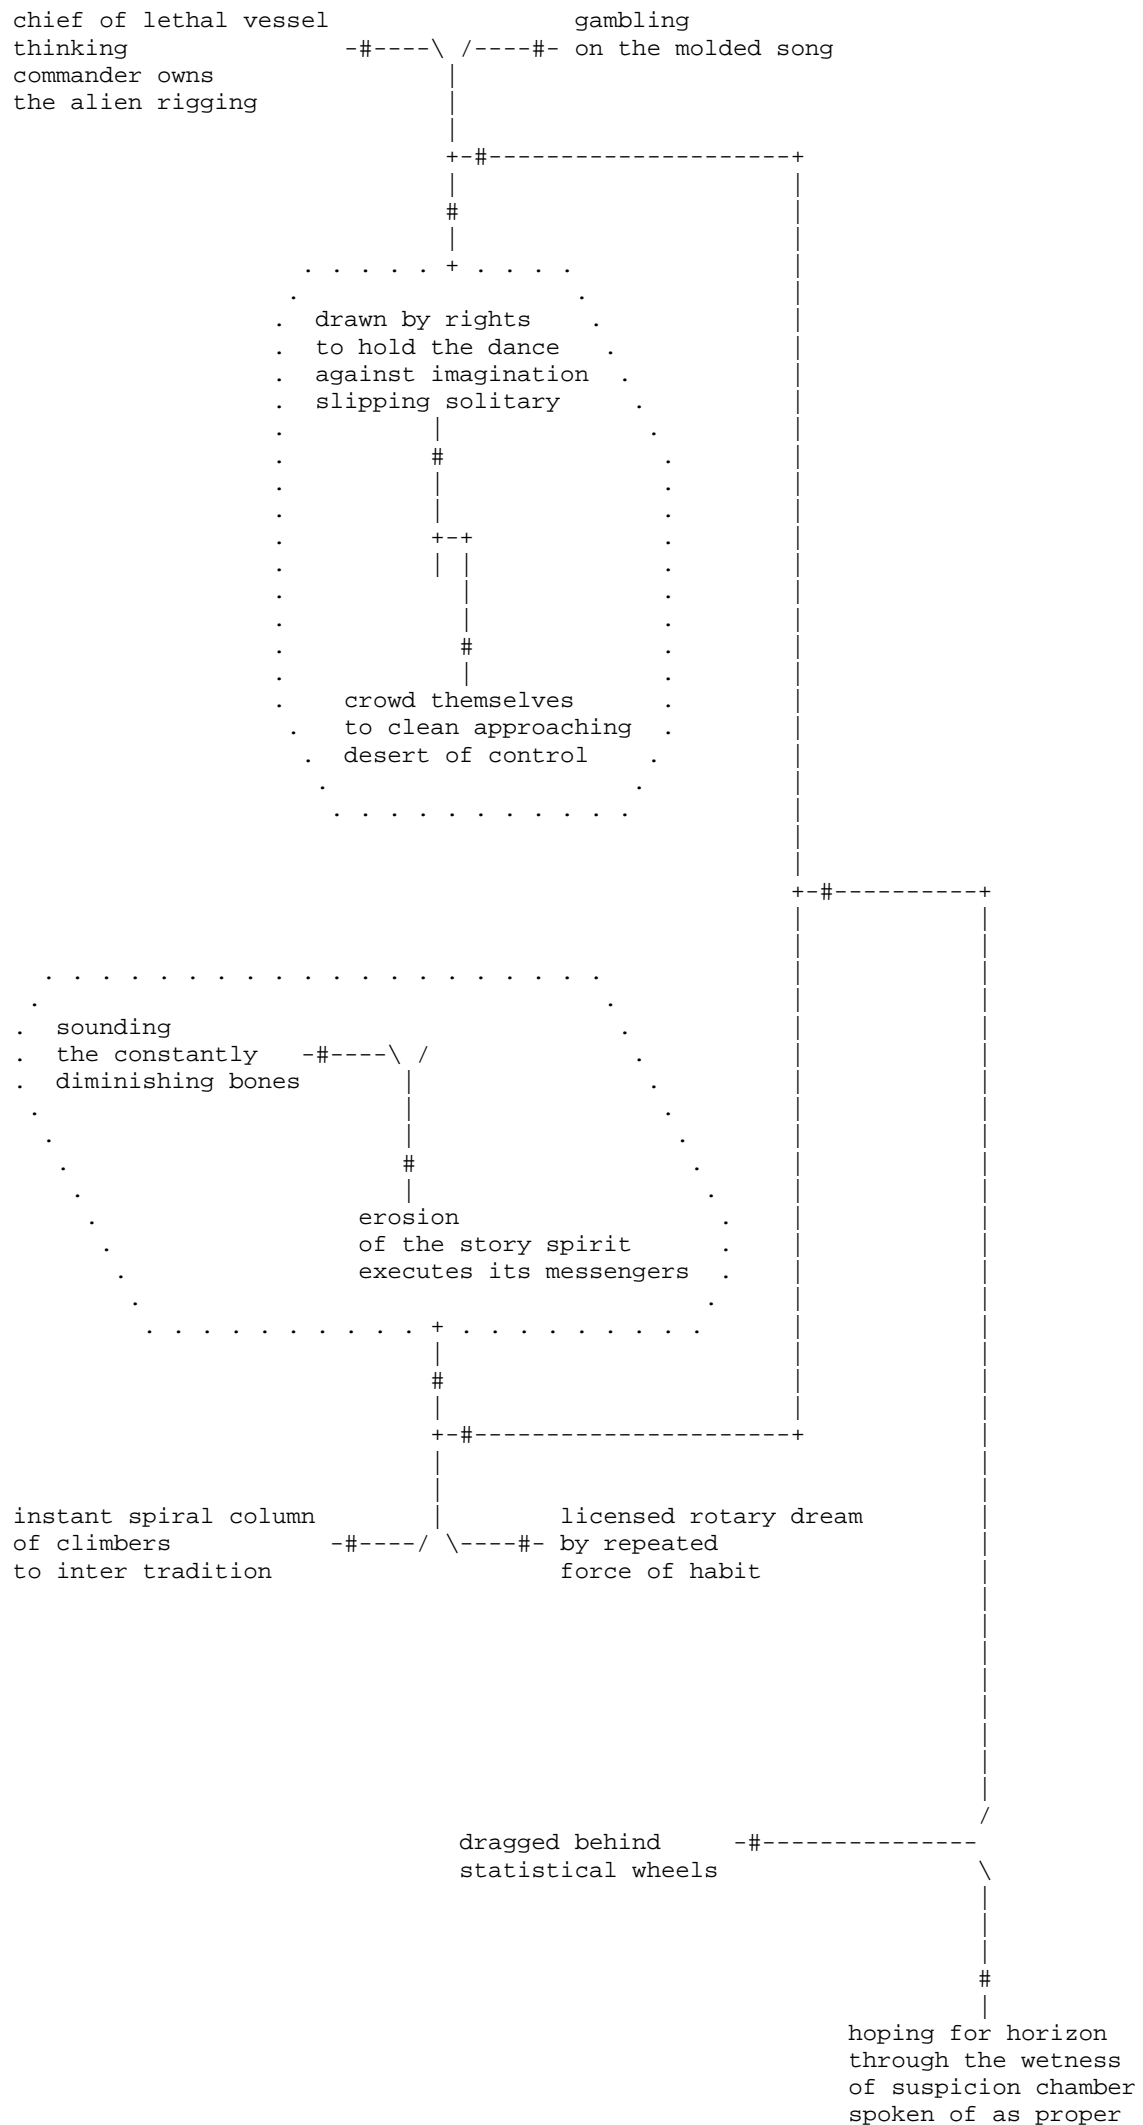 chief of lethal vessel
thinking
commander owns
the alien rigging
gambling
on the molded song
drawn by rights
to hold the dance
against imagination
slipping solitary
crowd themselves
to clean approaching
desert of control
sounding
the constantly
diminishing bones
erosion
of the story spirit
executes its messengers
instant spiral column
of climbers
to inter tradition
licensed rotary dream
by repeated
force of habit
dragged behind
statistical wheels
hoping for horizon
through the wetness
of suspicion chamber
spoken of as proper